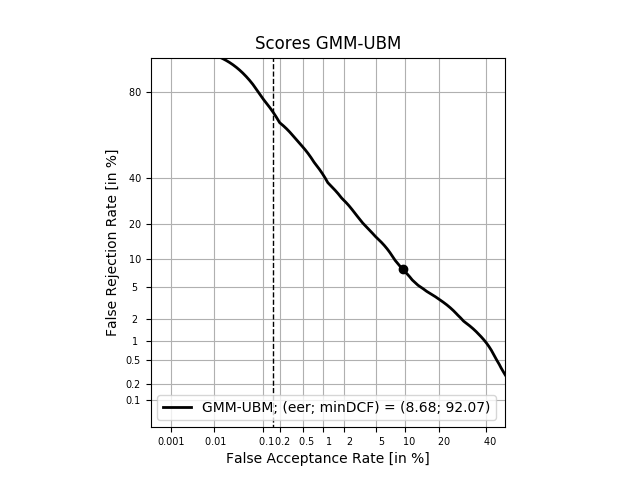 Scores GMM-UBM
False Rejection Rate [in %]
80
40
20
10
5
2
1
0.5
0.2
0.1
GMM-UBM; (eer; minDCF) = (8.68; 92.07)
0.001 0.01 0.10.2 0.5 1 2 5 10 20 40
False Acceptance Rate [in %]